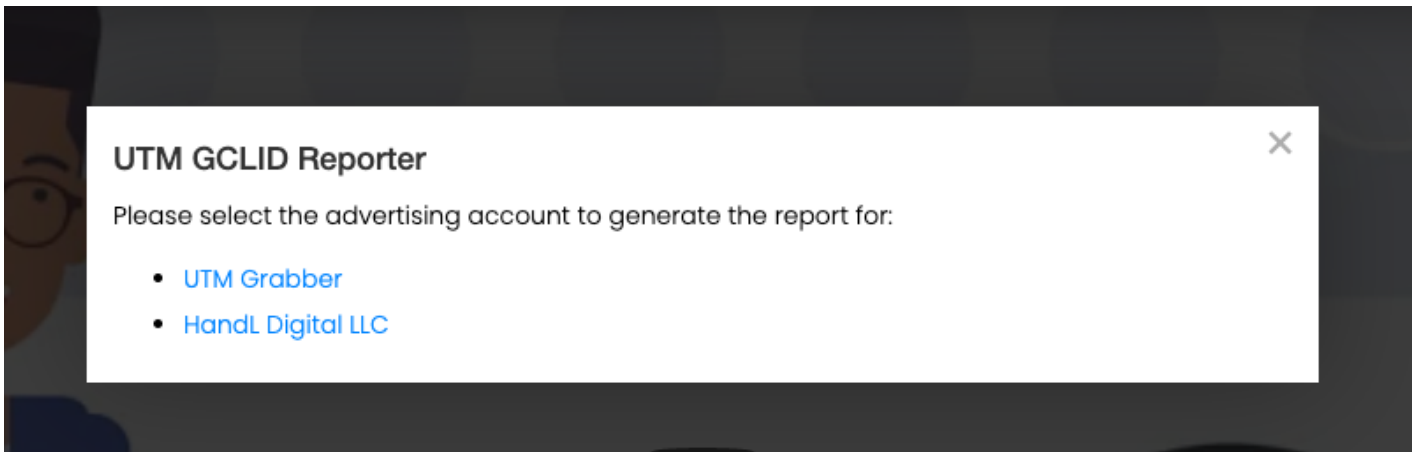 UTM GCLID Reporter
Please select the advertising account to generate the report for:
UTM Grabber
HandL Digital LLC